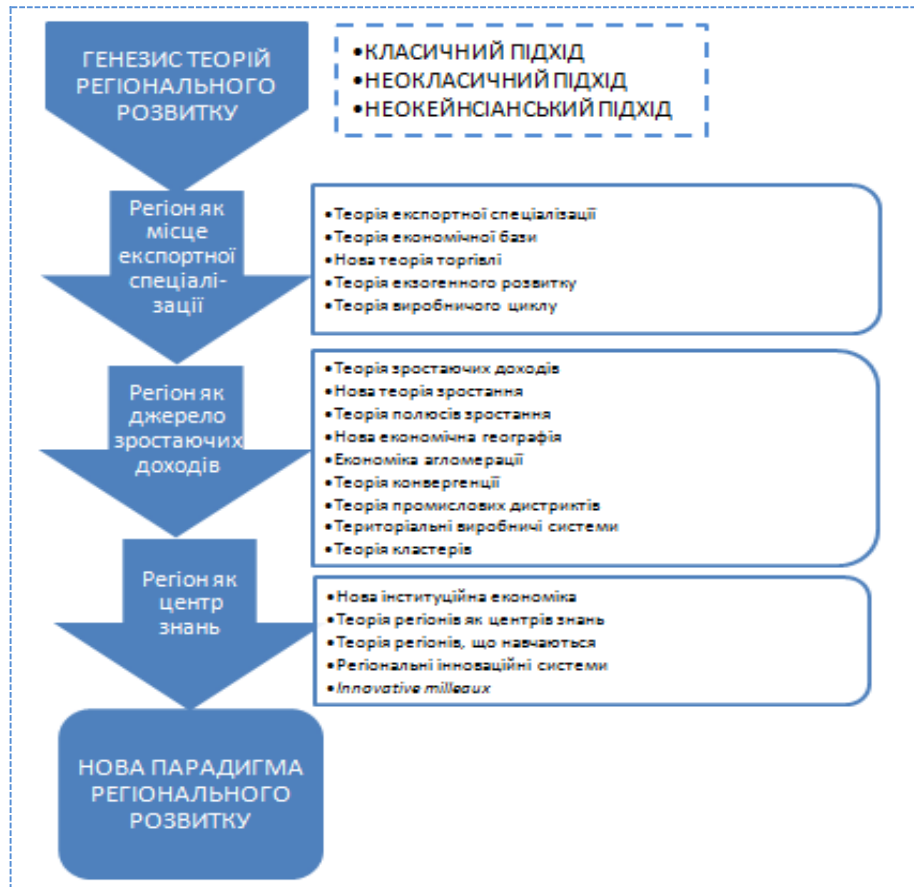 ГЕНЕЗИС ТЕОРІЙ
РЕГІОНАЛЬНОГО
РОЗВИТКУ
•КЛАСИЧНИЙ ПІДХІД
•НЕОКЛАСИЧНИЙ ПІДХІД
•НЕОКЕЙНСІАНСЬКИЙ ПІДХІД
Регіон як
місце
експортної
спеціалі-
зації
•Теорія експортної спеціалізації
•Теорія економічної бази
•Нова теорія торгівлі
•Теорія екзогенного розвитку
•Теорія виробничого циклу
Регіон як
джерело
зростаючих
доходів
•Теорія зростаючих доходів
•Нова теорія зростання
•Теорія полюсів зростання
•Нова економічна географія
•Економіка агломерації
•Теорія конвергенції
•Теорія промислових дистриктів
•Територіальні виробничі системи
•Теорія кластерів
Регіон як
центр
знань
•Нова інституційна економіка
•Теорія регіонів як центрів знань
•Теорія регіонів, що навчаються
•Регіональні інноваційні системи
•Innovative milleaux
НОВА ПАРАДИГМА
РЕГІОНАЛЬНОГО
РОЗВИТКУ